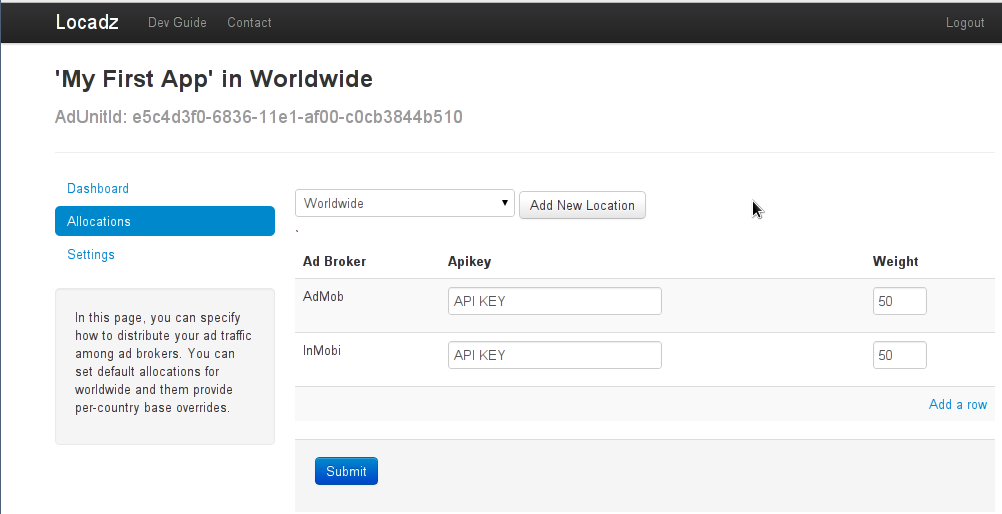 Locadz Dev Guide Contact Logout
'My First App' in Worldwide
AdUnitId: e5c4d3f0-6836-11e1-af00-c0cb3844b510
Dashboard
Allocations
Settings
In this page, you can specify
how to distribute your ad traffic
among ad brokers. You can
set default allocations for
worldwide and them provide
per-country base overrides.
Worldwide Add New Location
`
Ad Broker Apikey Weight
AdMob API KEY 50
InMobi API KEY 50
Add a row
Submit